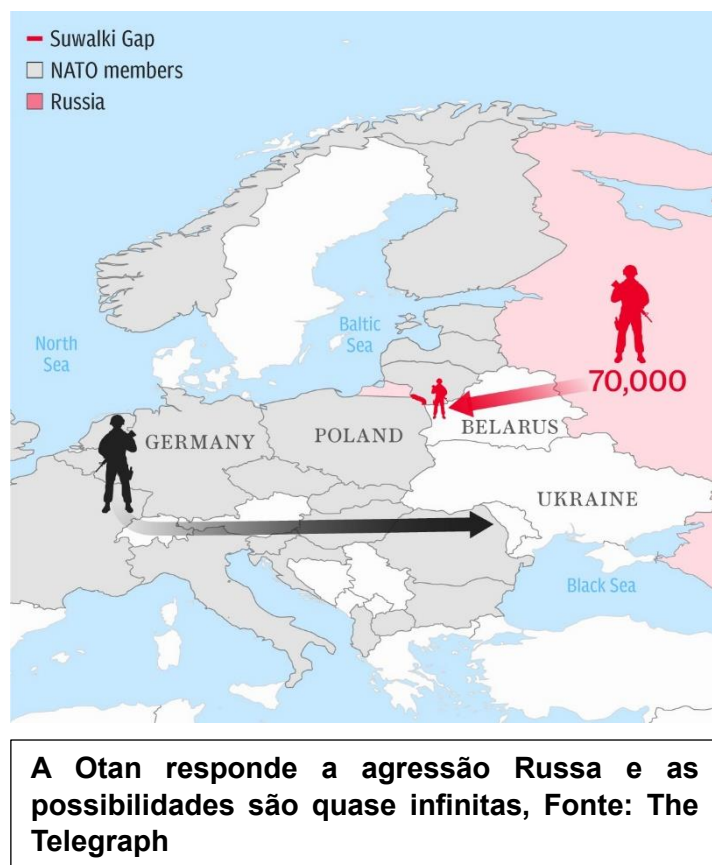 Suwalki Gap
NATO members
Russia
North
Sea
Baltic
Sea
70,000
GERMANY
POLAND
BELARUS
UKRAINE
Black Sea
A Otan responde a agressão Russa e as
possibilidades são quase infinitas, Fonte: The
Telegraph